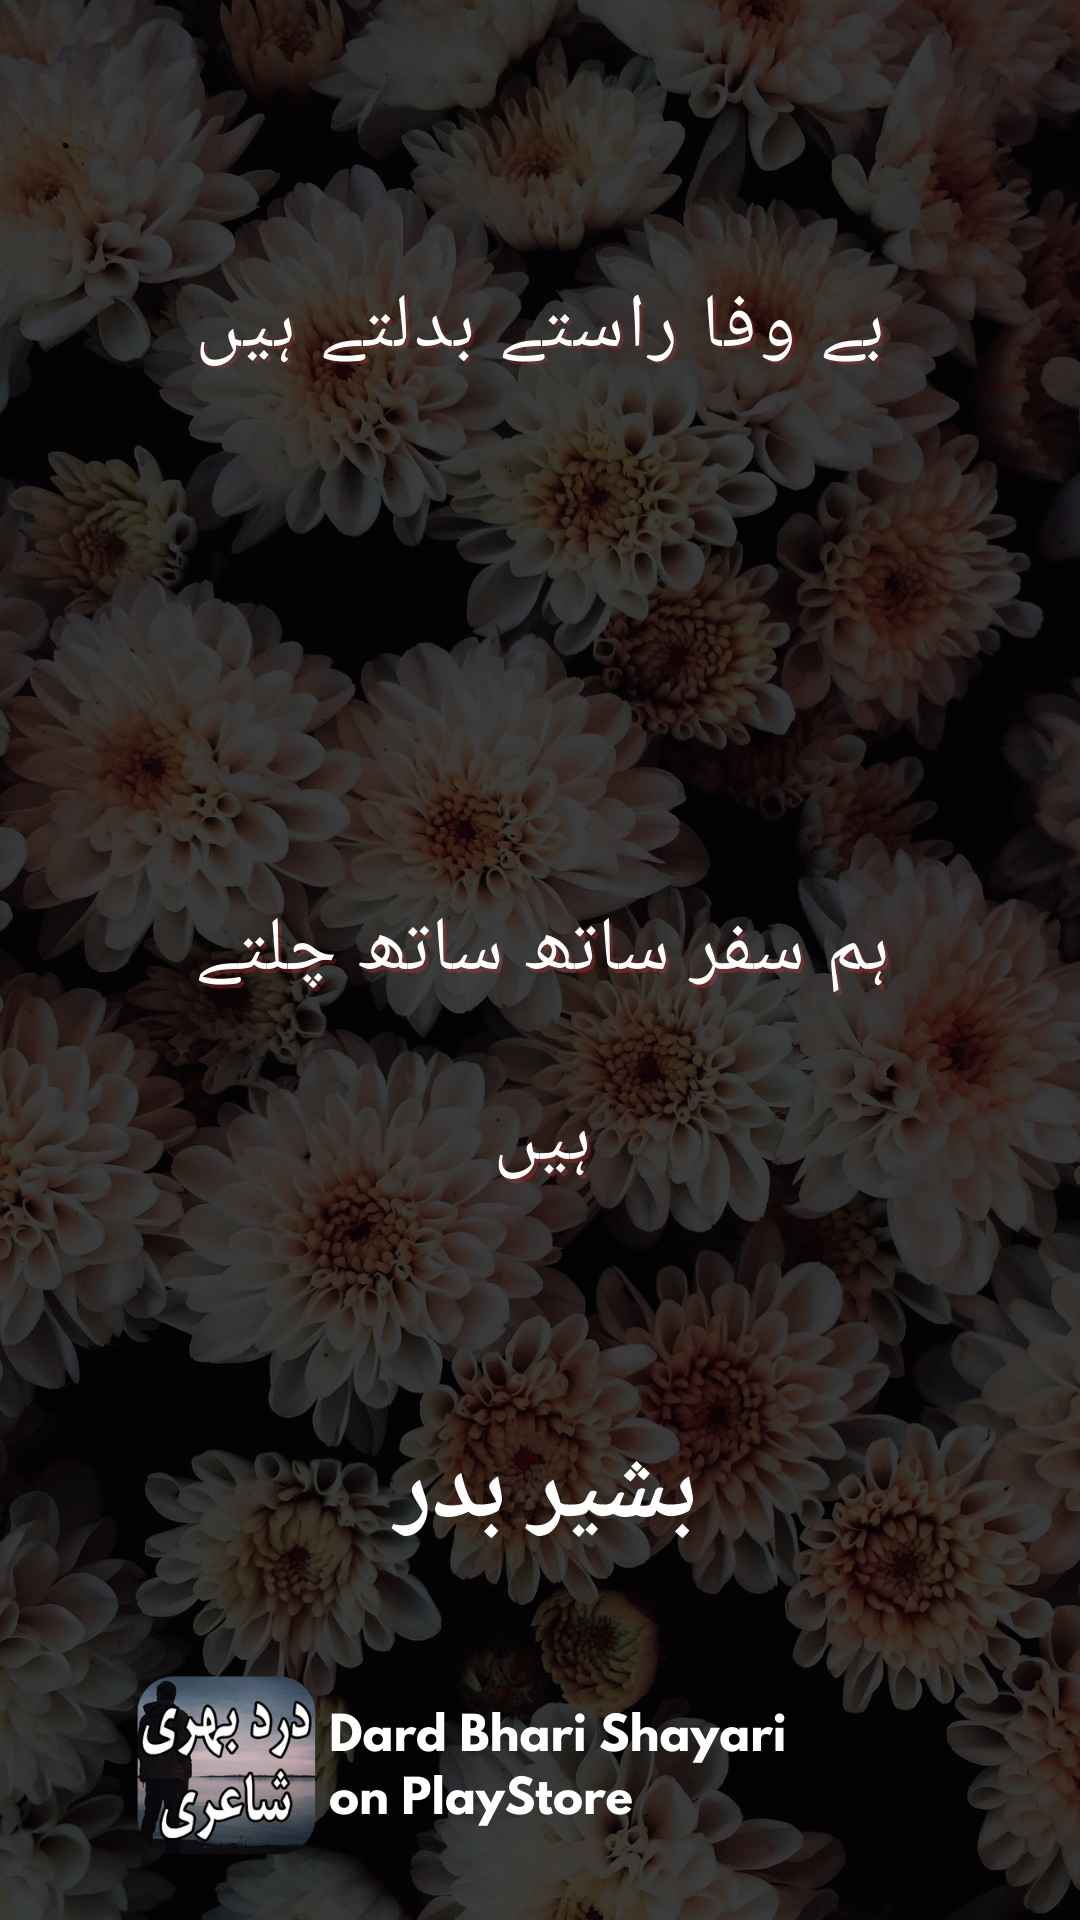 بے وفا راستے بدلتے ہیں
ہم سفر ساتھ ساتھ چلتے
ہیں
بشیر بدر
درد بھری
شاعری
Dard Bhari Shayari
on PlayStore